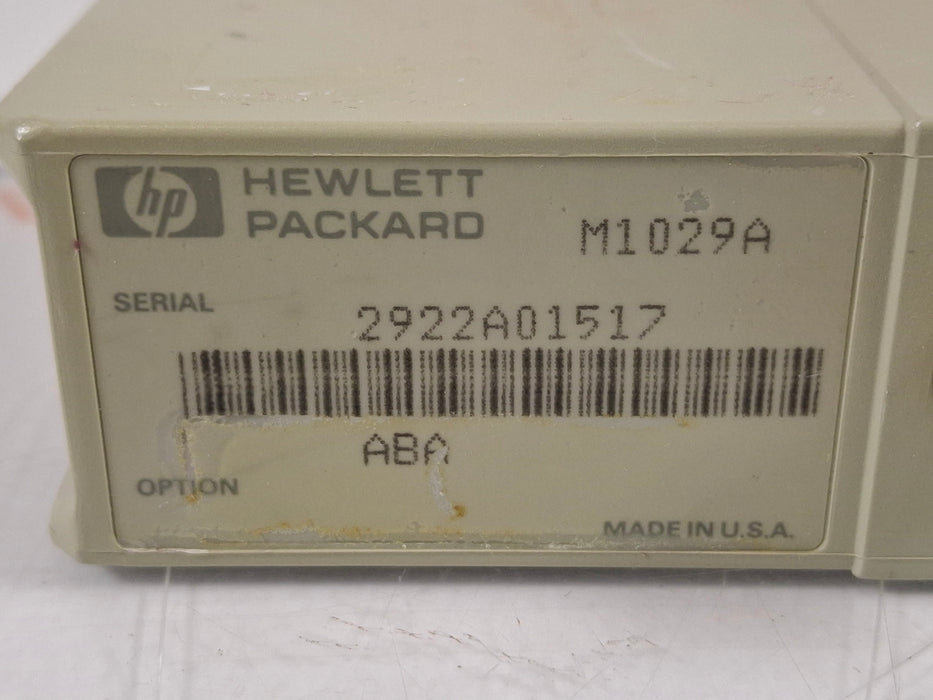 hp HEWLETT
PACKARD
M1029A
SERIAL
2922A01517
ABA
OPTION
MADE IN U.S.A.